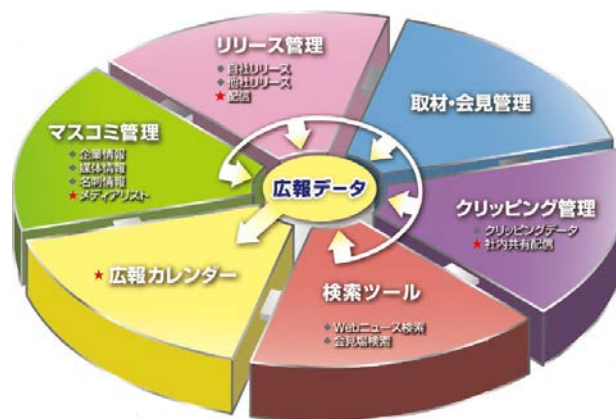 リリース管理
◆自社リリース
◆他社リリース
★配信
取材・会見管理
マスコミ管理
◆企業情報
◆媒体情報
◆名刺情報
★メディアリスト
広報データ
クリッピング管理
◆クリッピングデータ
★社内共有配信
★広報カレンダー
検索ツール
◆Webニュース検索
◆会見場検索